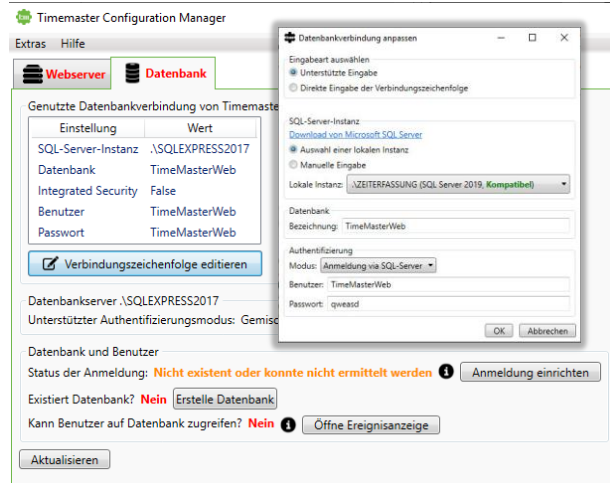 Timemaster Configuration Manager
Extras Hilfe
Webserver Datenbank
Genutzte Datenbankverbindung von Timemaste
Einstellung Wert
SQL-Server-Instanz .\SQLEXPRESS2017
Datenbank TimeMasterWeb
Integrated Security False
Benutzer TimeMasterWeb
Passwort TimeMasterWeb
Verbindungszeichenfolge editieren
Datenbankserver .\SQLEXPRESS2017
Unterstützter Authentifizierungsmodus: Gemisc
Datenbank und Benutzer
Status der Anmeldung: Nicht existent oder konnte nicht ermittelt werden Anmeldung einrichten
Existiert Datenbank? Nein Erstelle Datenbank
Kann Benutzer auf Datenbank zugreifen? Nein Öffne Ereignisanzeige
Aktualisieren
Datenbankverbindung anpassen
Eingabeart auswählen
Unterstützte Eingabe
Direkte Eingabe der Verbindungszeichenfolge
SQL-Server-Instanz
Download von Microsoft SQL Server
Auswahl einer lokalen Instanz
Manuelle Eingabe
Lokale Instanz: .\ZEITERFASSUNG (SQL Server 2019, Kompatibel)
Datenbank
Bezeichnung: TimeMasterWeb
Authentifizierung
Modus: Anmeldung via SQL-Server
Benutzer: TimeMasterWeb
Passwort: qweasd
OK Abbrechen